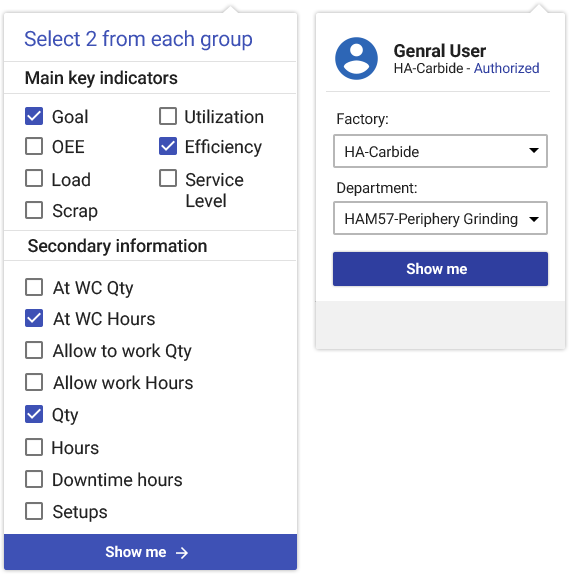 Select 2 from each group
Main key indicators
Goal
Utilization
OEE
Efficiency
Load
Service
Level
Scrap
Secondary information
At WC Qty
At WC Hours
Allow to work Qty
Allow work Hours
Qty
Hours
Downtime hours
Setups
Show me →
Genral User
HA-Carbide - Authorized
Factory:
HA-Carbide
Department:
HAM57-Periphery Grinding
Show me